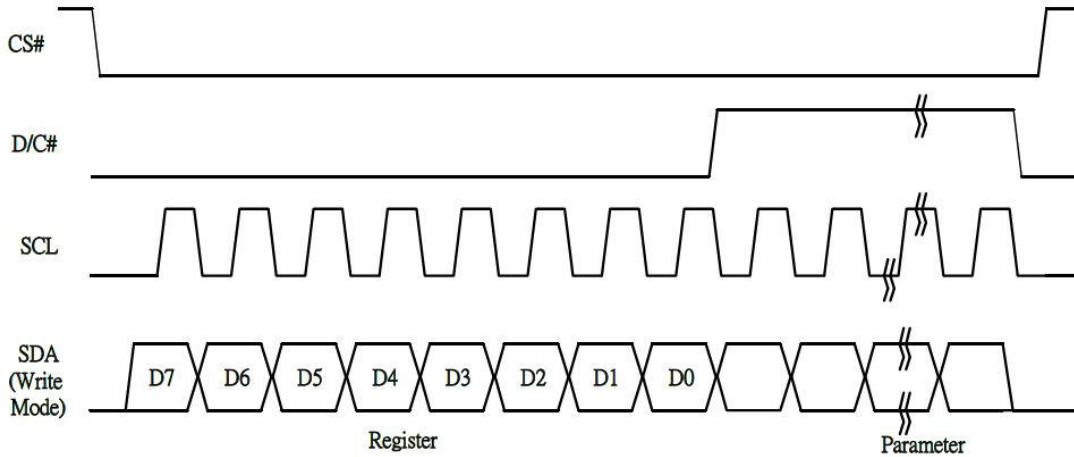 CS#
D/C#
SCL
SDA
(Write
Mode)
D7 D6 D5 D4 D3 D2 D1 D0
Register Parameter